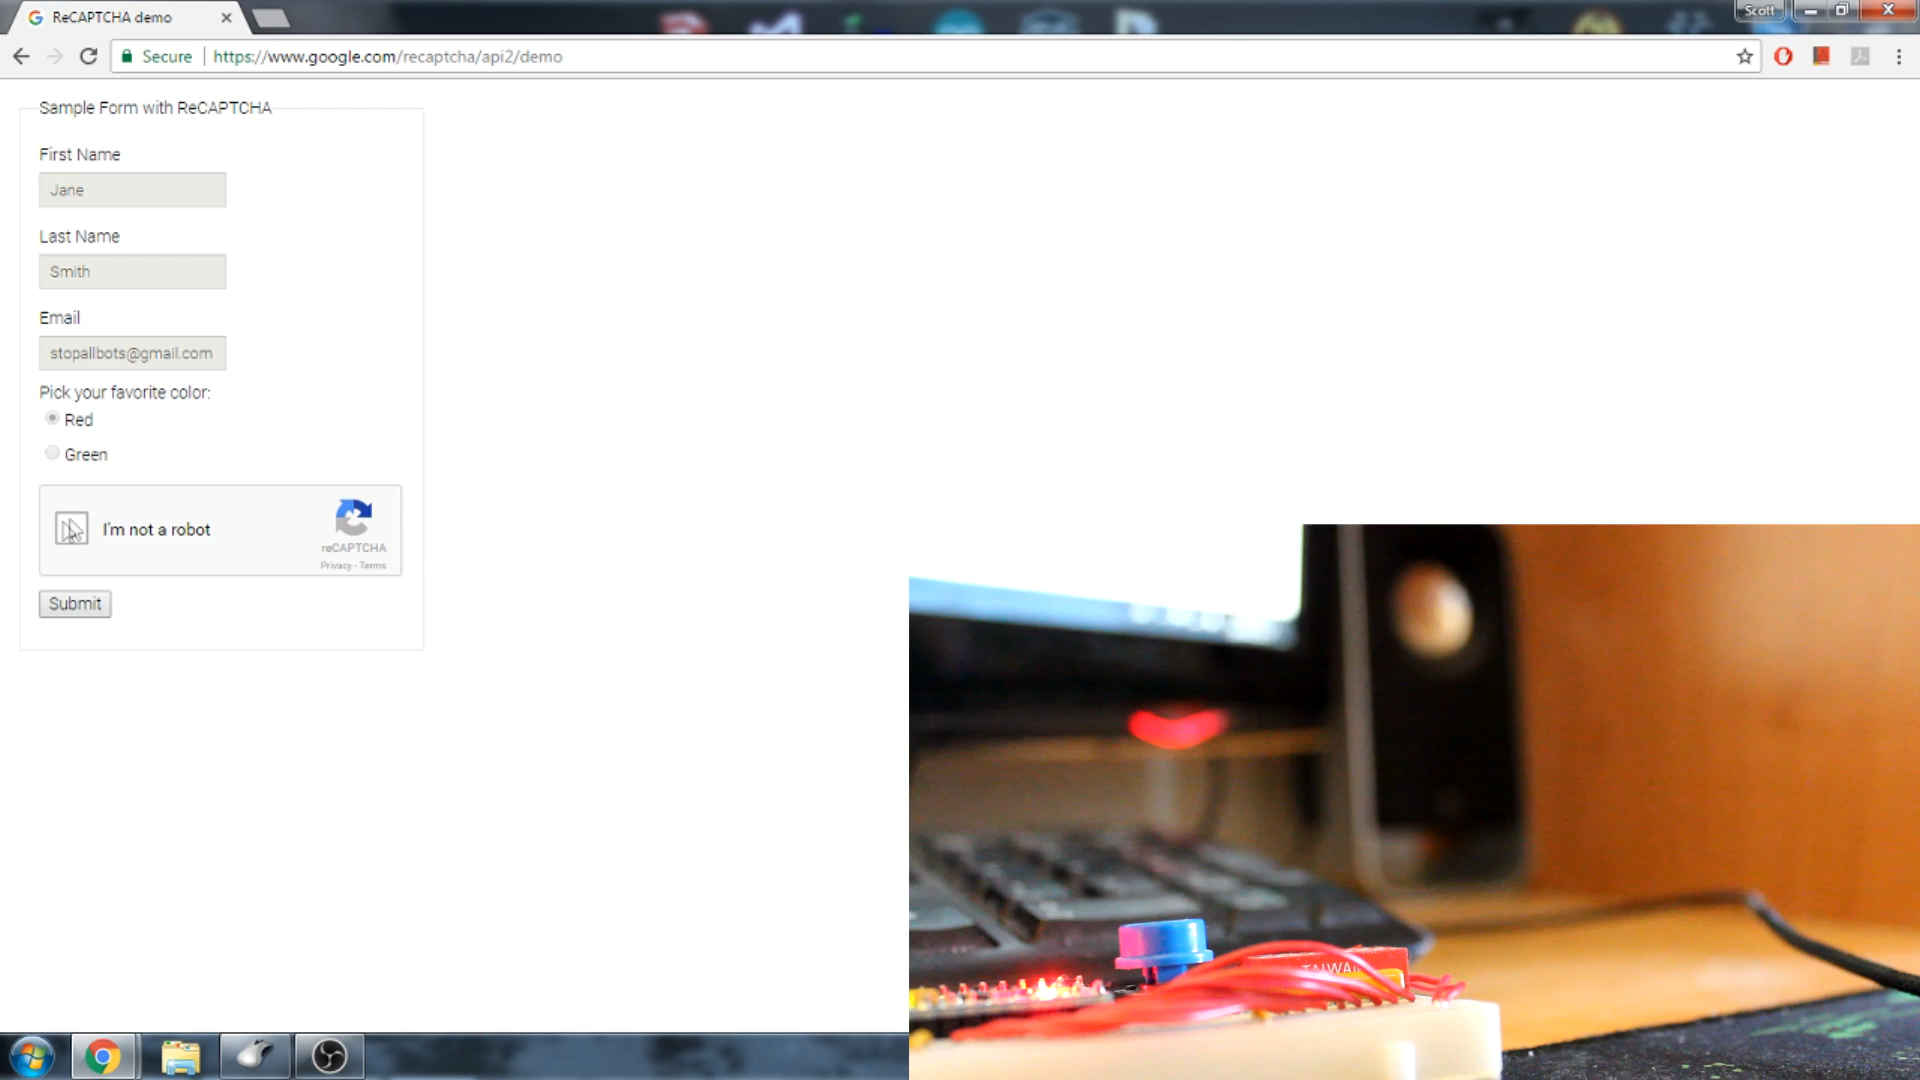 ReCAPTCHA demo
Scott
Secure
https://www.google.com/recaptcha/api2/demo
Sample Form with ReCAPTCHA
First Name
Jane
Last Name
Smith
Email
stopallbots@gmail.com
Pick your favorite color:
Red
Green
I'm not a robot
reCAPTCHA
Privacy - Terms
Submit
TAIWAN